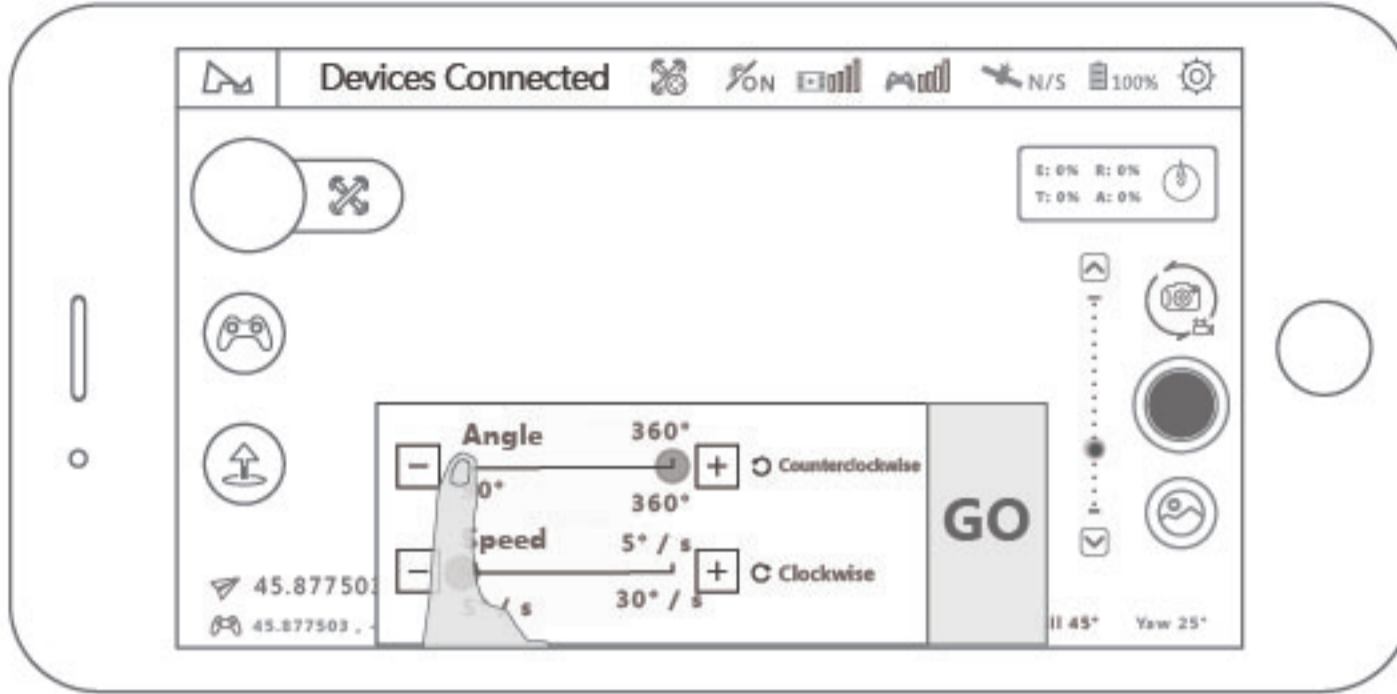 Devices Connected ON N/S 100%
E: 0% R: 0%
T: 0% A: 0%
Angle 360°
− + Counterclockwise
360°
Speed 5° / s
− + Clockwise
30° / s
GO
45.87750
45.877503 , -
45° Yaw 25°